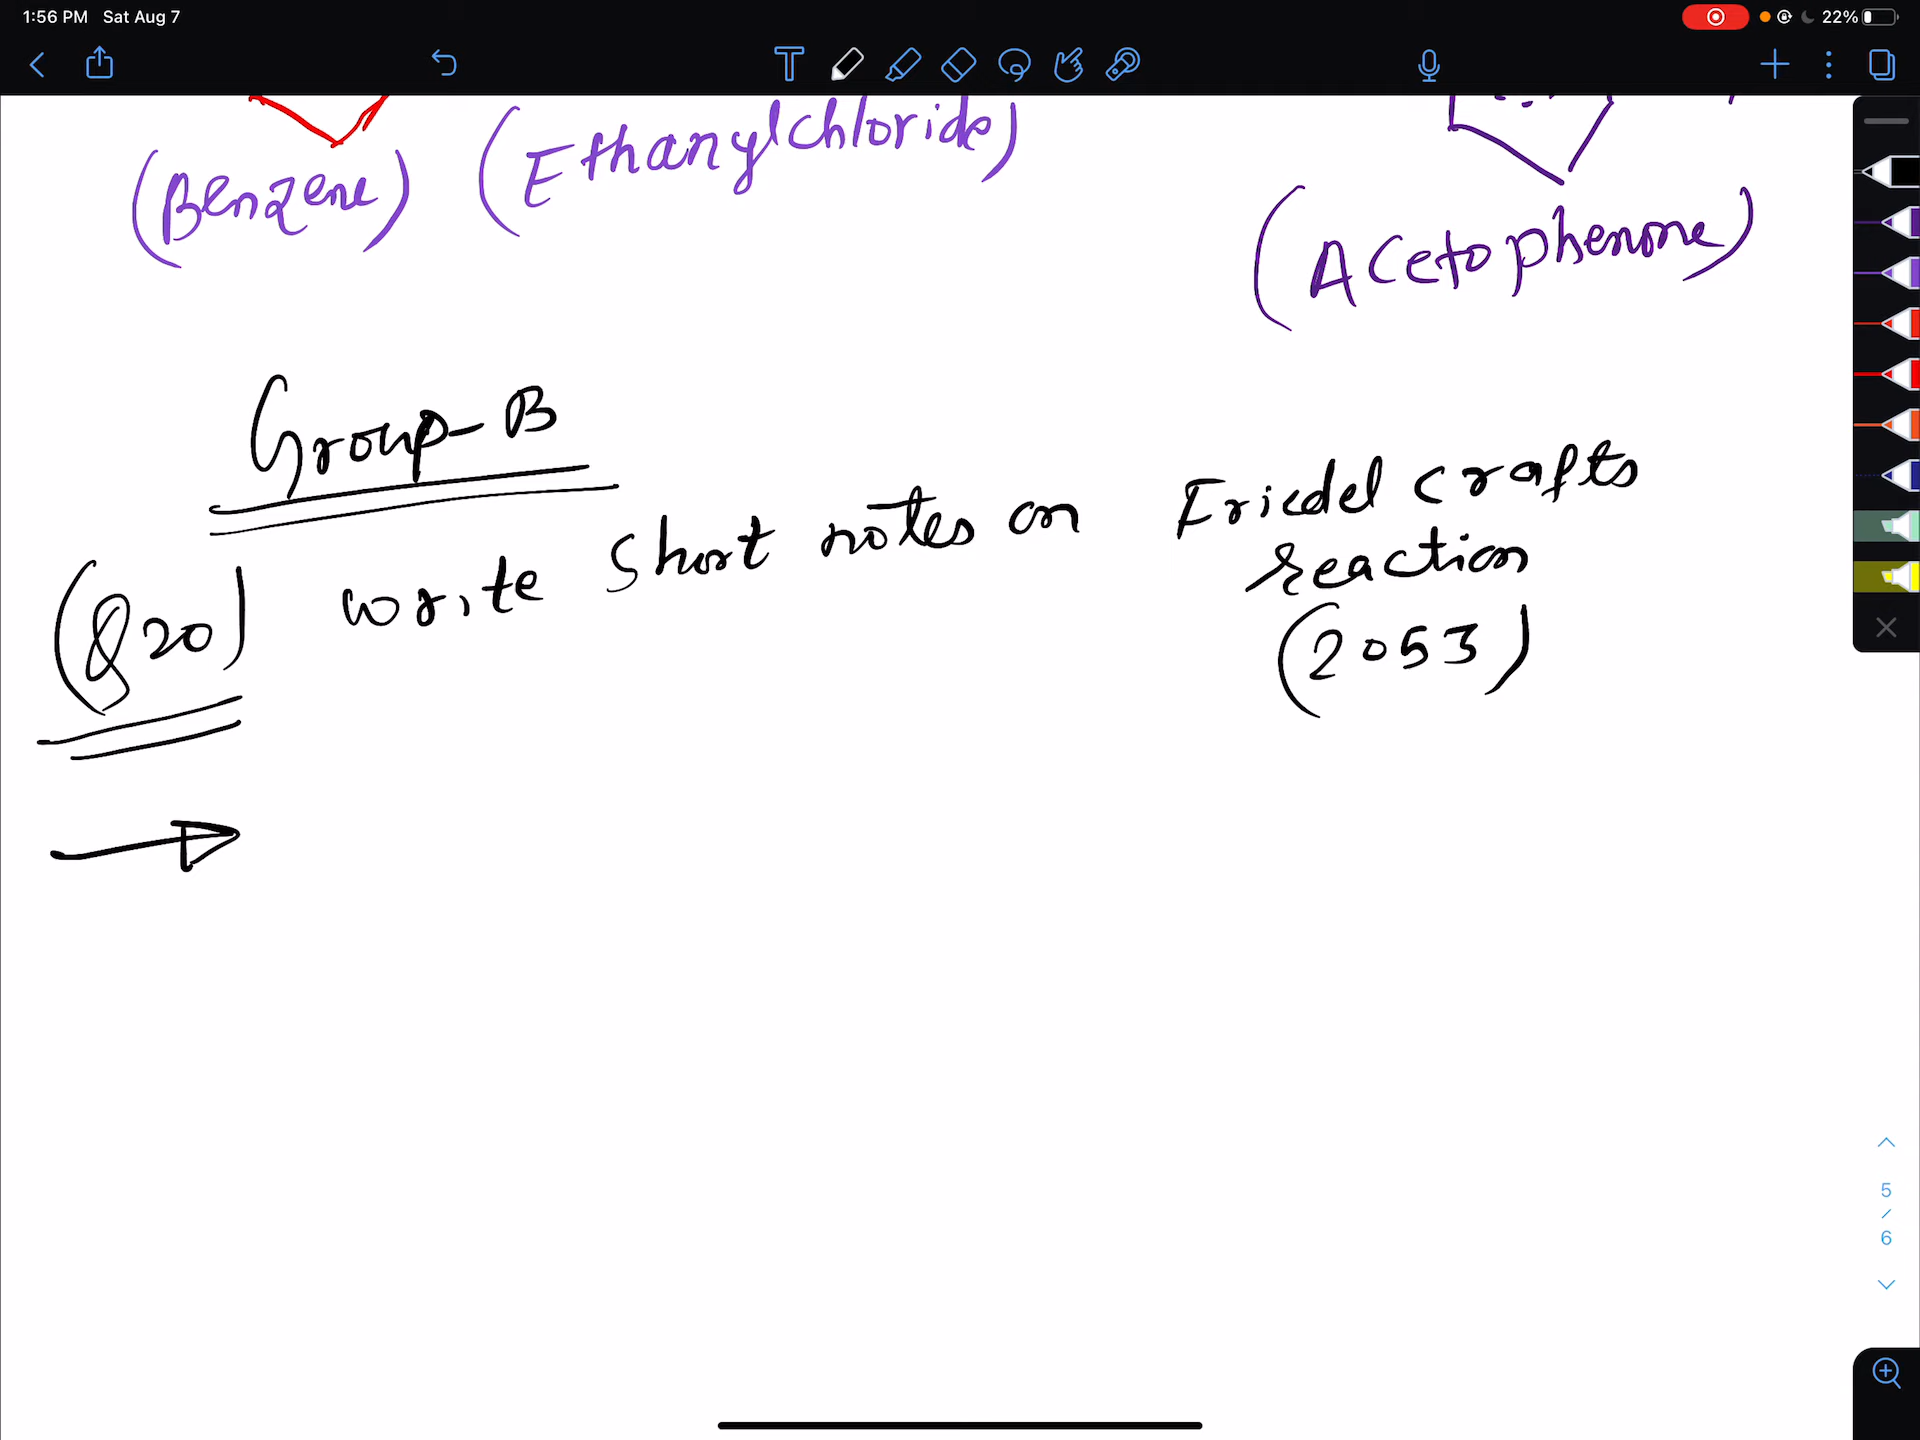 1:56 PM Sat Aug 7
22%
(Benzene) (Ethanylchloride)
(Acetophenone)
Group-B
(Q20) write short notes on Friedel crafts
reaction
(2053)
5
/
6